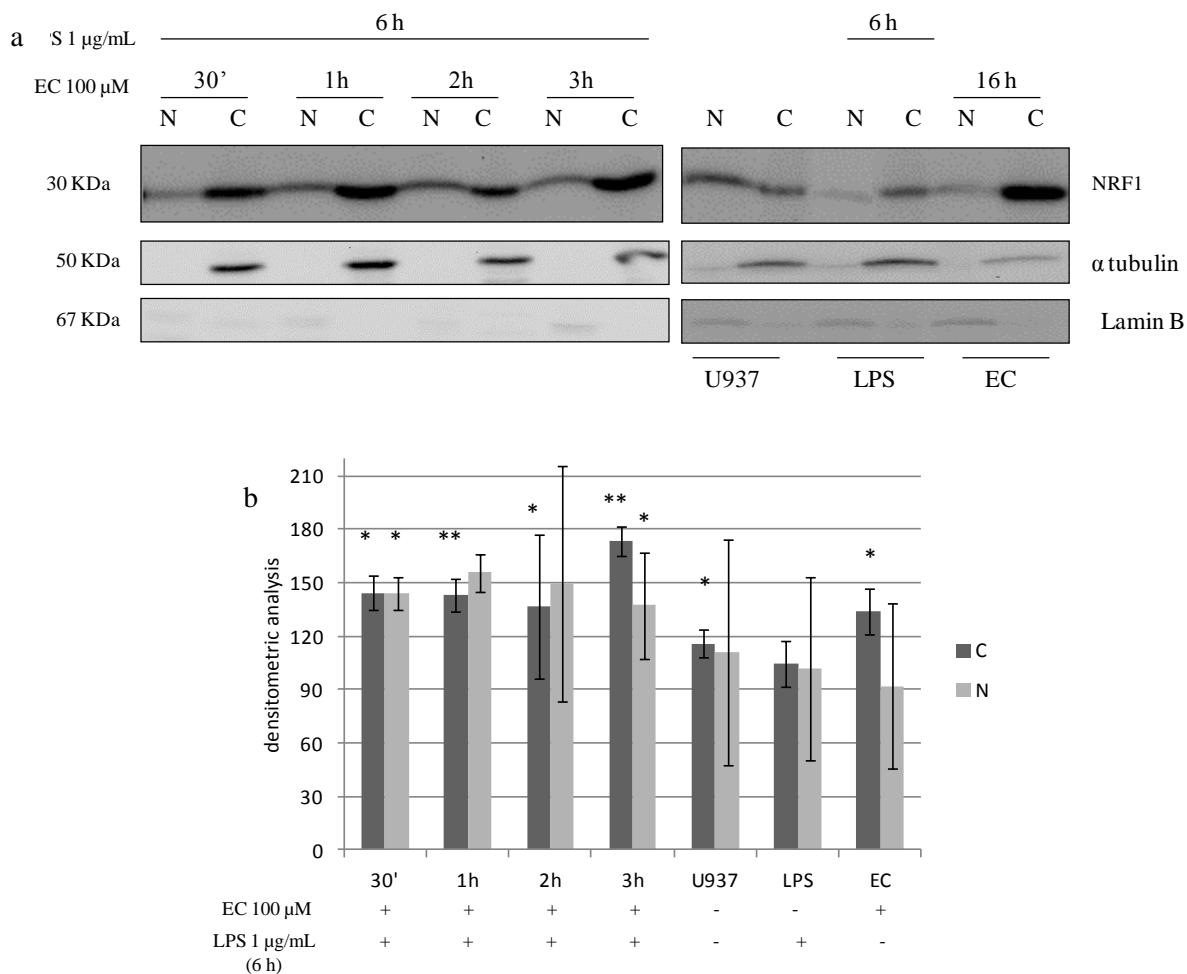 a
'S 1 µg/mL
6 h
6 h
EC 100 µM
30’ 1h 2h 3h 16 h
N C N C N C N C N C N C N C
30 KDa
NRF1
50 KDa
α tubulin
67 KDa
Lamin B
U937 LPS EC
b
densitometric analysis
210
180
150
120
90
60
30
0
* * ** * ** * * *
C
N
30' 1h 2h 3h U937 LPS EC
EC 100 µM + + + + - - +
LPS 1 µg/mL + + + + - + -
(6 h)